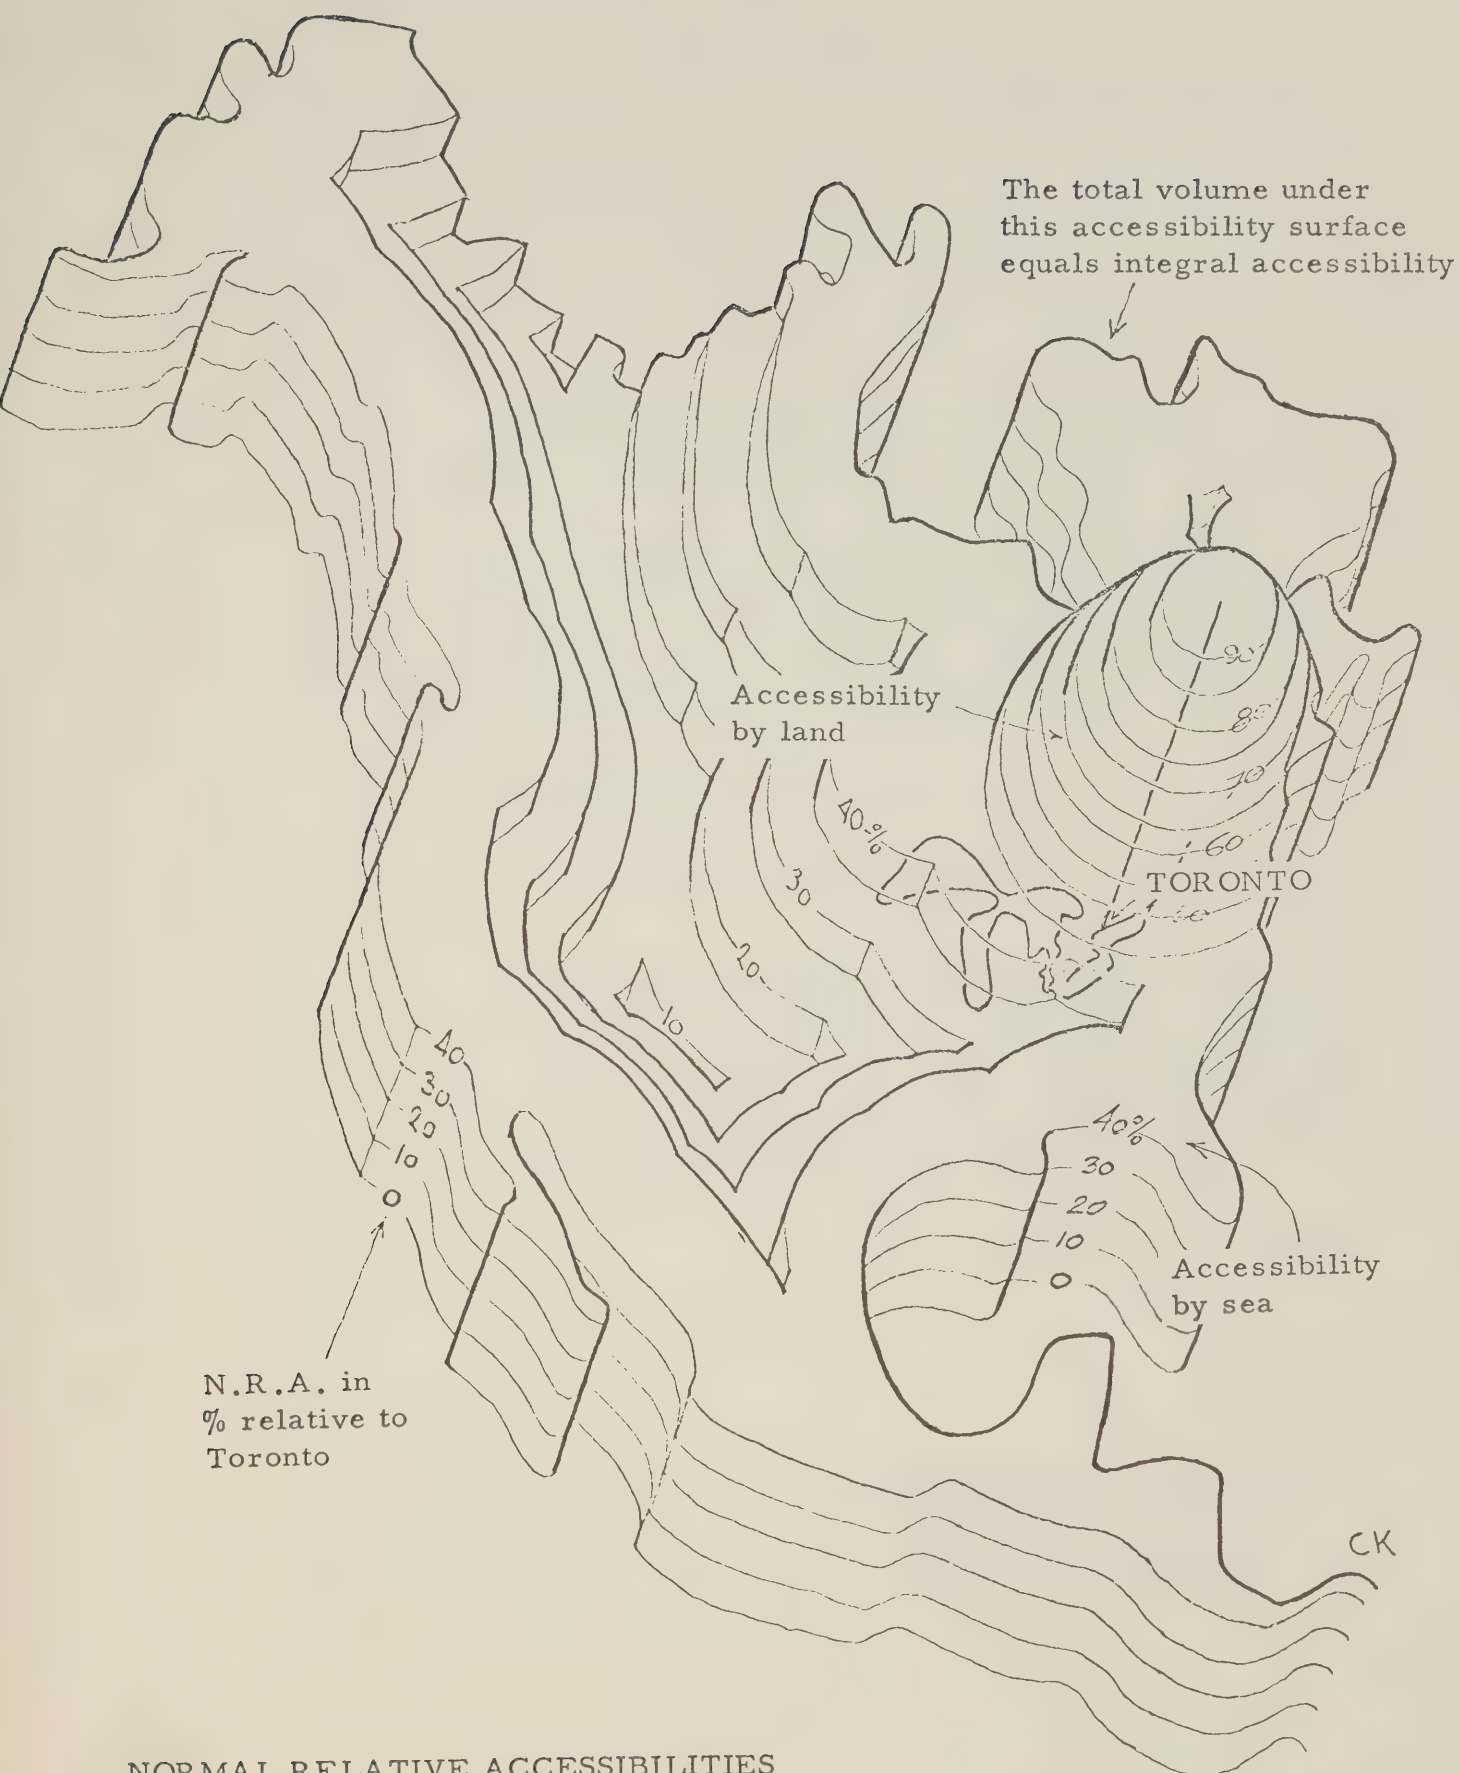 The total volume under
this accessibility surface
equals integral accessibility
Accessibility
by land
90
80
70
60
TORONTO
40%
30
20
10
40
30
20
10
0
40%
30
20
10
0
Accessibility
by sea
N.R.A. in
% relative to
Toronto
CK
NORMAL RELATIVE ACCESSIBILITIES